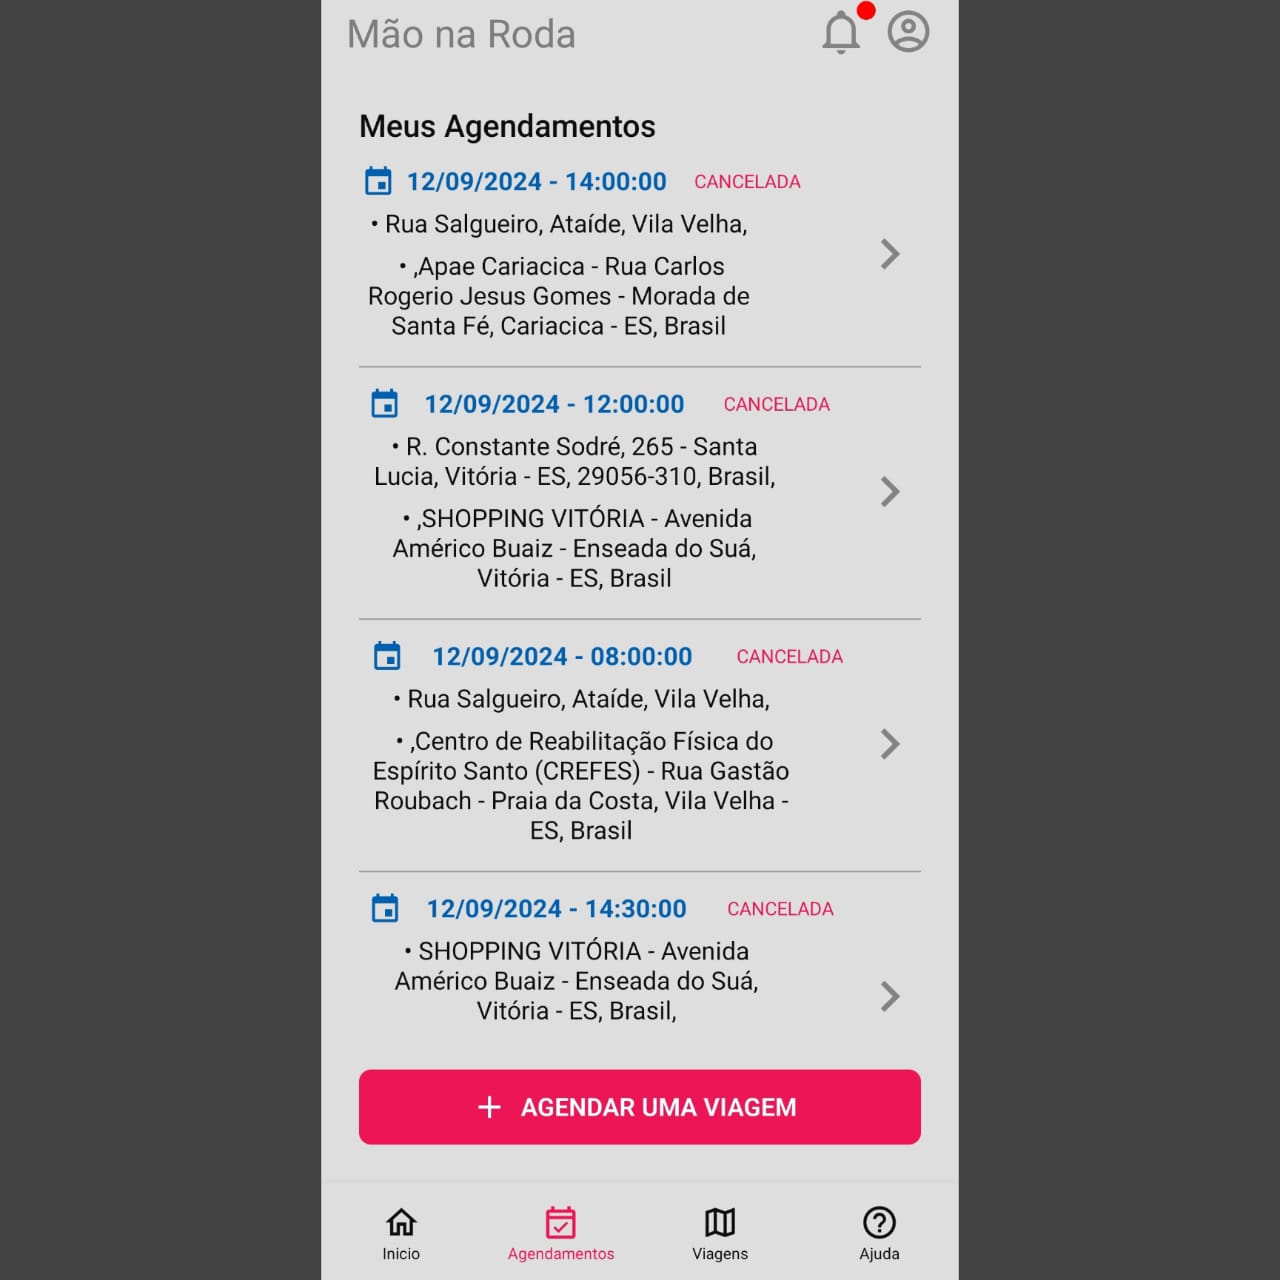 Mão na Roda
Meus Agendamentos
12/09/2024 - 14:00:00 CANCELADA
• Rua Salgueiro, Ataíde, Vila Velha,
• ,Apae Cariacica - Rua Carlos
Rogerio Jesus Gomes - Morada de
Santa Fé, Cariacica - ES, Brasil
12/09/2024 - 12:00:00 CANCELADA
• R. Constante Sodré, 265 - Santa
Lucia, Vitória - ES, 29056-310, Brasil,
• ,SHOPPING VITÓRIA - Avenida
Américo Buaiz - Enseada do Suá,
Vitória - ES, Brasil
12/09/2024 - 08:00:00 CANCELADA
• Rua Salgueiro, Ataíde, Vila Velha,
• ,Centro de Reabilitação Física do
Espírito Santo (CREFES) - Rua Gastão
Roubach - Praia da Costa, Vila Velha -
ES, Brasil
12/09/2024 - 14:30:00 CANCELADA
• SHOPPING VITÓRIA - Avenida
Américo Buaiz - Enseada do Suá,
Vitória - ES, Brasil,
+ AGENDAR UMA VIAGEM
Inicio Agendamentos Viagens Ajuda